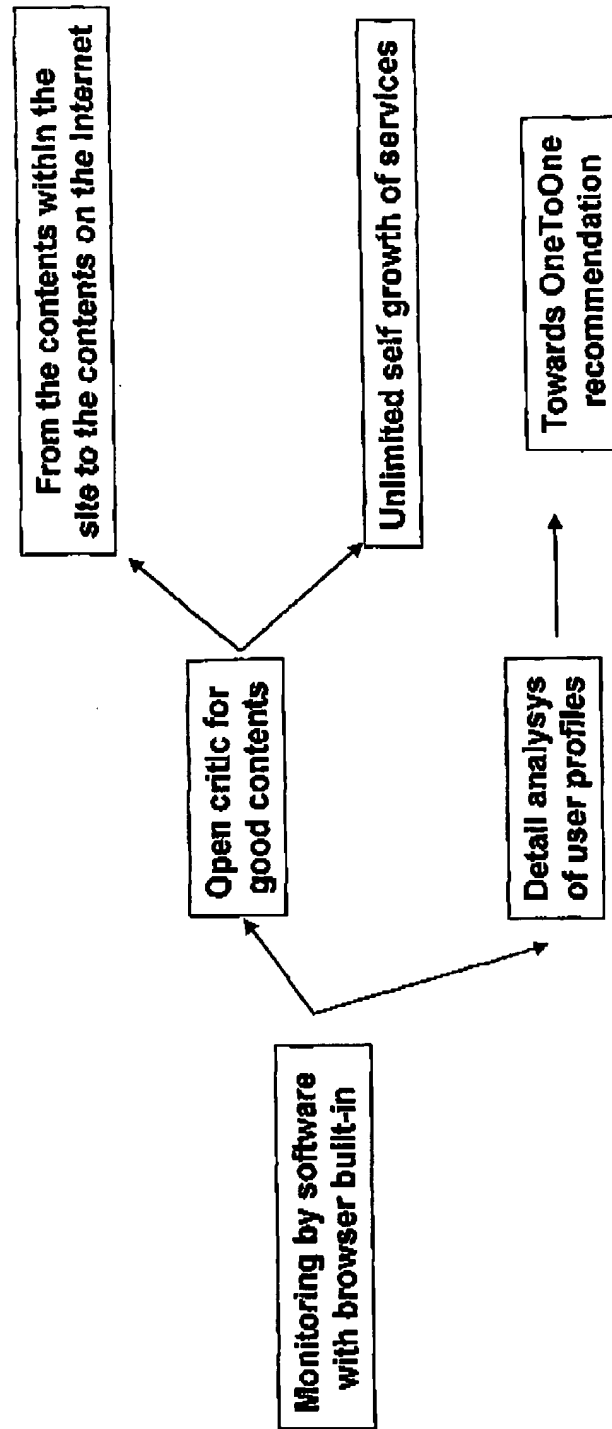 Monitoring by software
with browser built-in
Open critic for
good contents
Detail analysys
of user profiles
From the contents within the
site to the contents on the Internet
Unlimited self growth of services
Towards OneToOne
recommendation